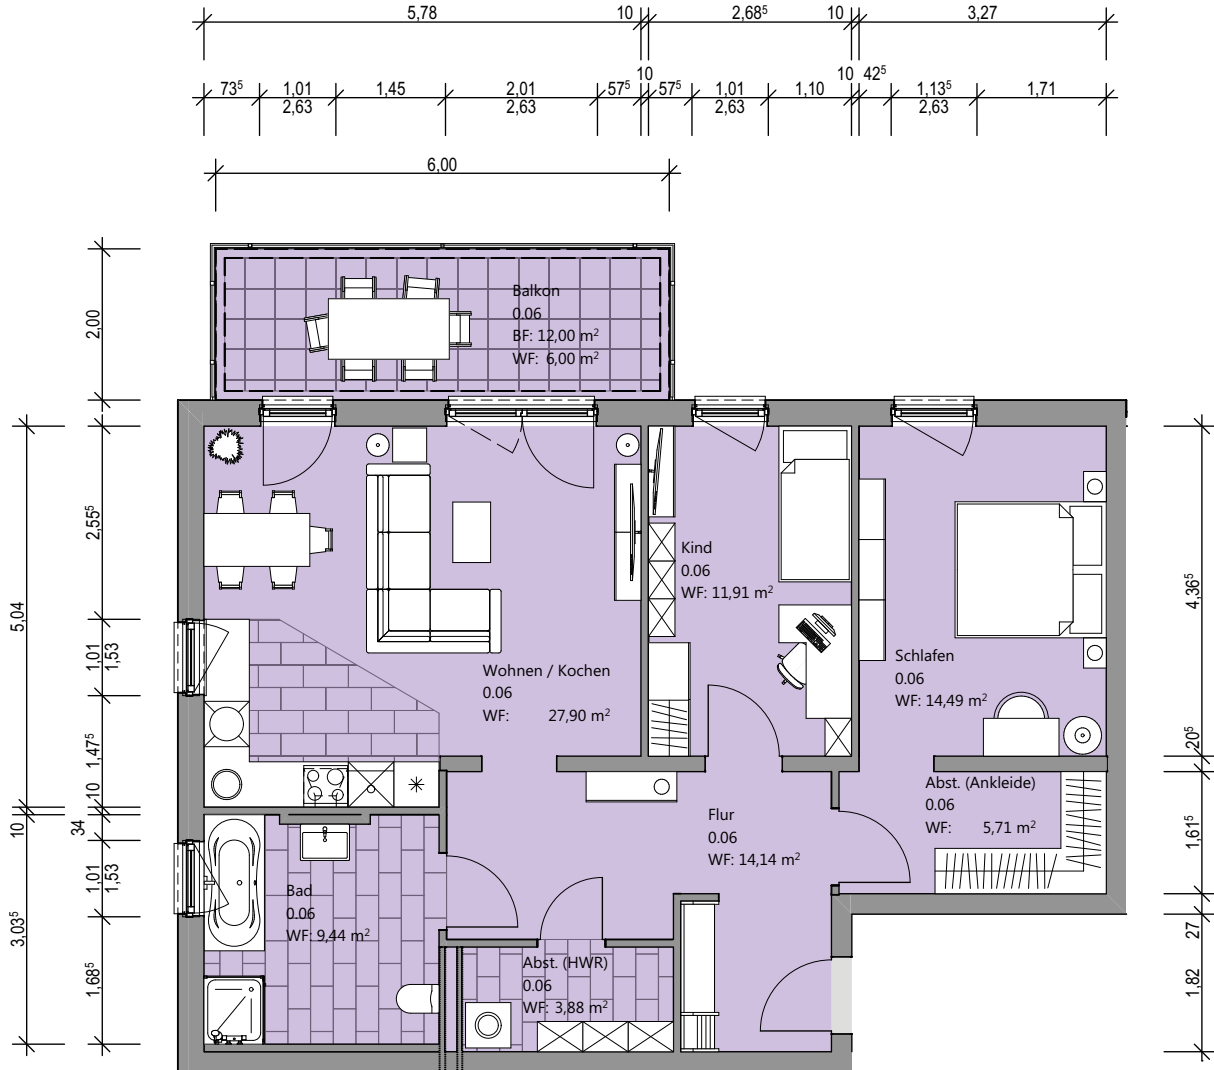 5,78
10
2,68⁵
10
3,27
10
10
42⁵
73⁵
1,01
1,45
2,01
57⁵
57⁵
1,01
1,10
1,13⁵
1,71
2,63
2,63
2,63
2,63
6,00
2,00
Balkon
0.06
BF: 12,00 m²
WF: 6,00 m²
5,04
10
3,03⁵
2,55⁵
1,01
1,53
1,47⁵
10
34
1,01
1,53
1,68⁵
Wohnen / Kochen
0.06
WF: 27,90 m²
Kind
0.06
WF: 11,91 m²
Schlafen
0.06
WF: 14,49 m²
Abst. (Ankleide)
0.06
WF: 5,71 m²
Flur
0.06
WF: 14,14 m²
Bad
0.06
WF: 9,44 m²
Abst. (HWR)
0.06
WF: 3,88 m²
4,36⁵
20⁵
1,61⁵
27
1,82